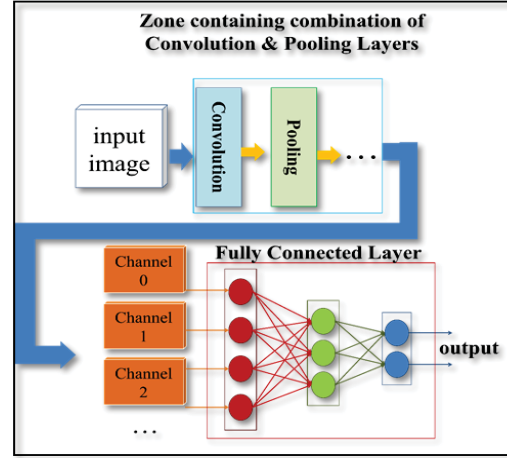 Zone containing combination of
Convolution & Pooling Layers
input
image
Convolution
Pooling
...
Fully Connected Layer
Channel
0
Channel
1
Channel
2
...
output